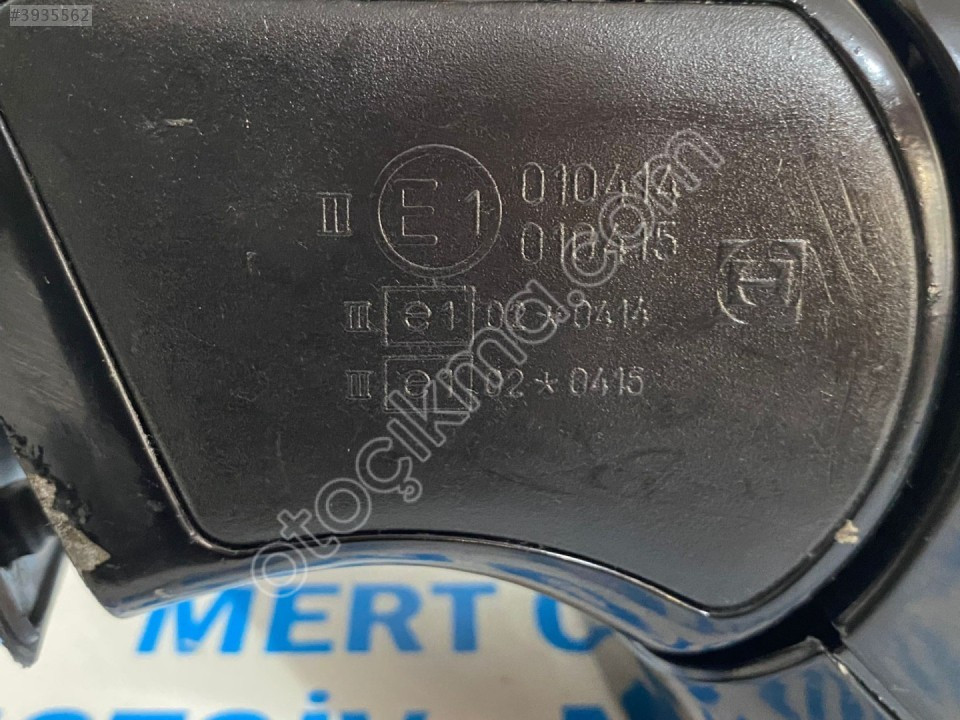 #3935562
III E1 010414
010415
III e1 02*0414
III e1 02*0415
H
otoçıkma.com
MERT